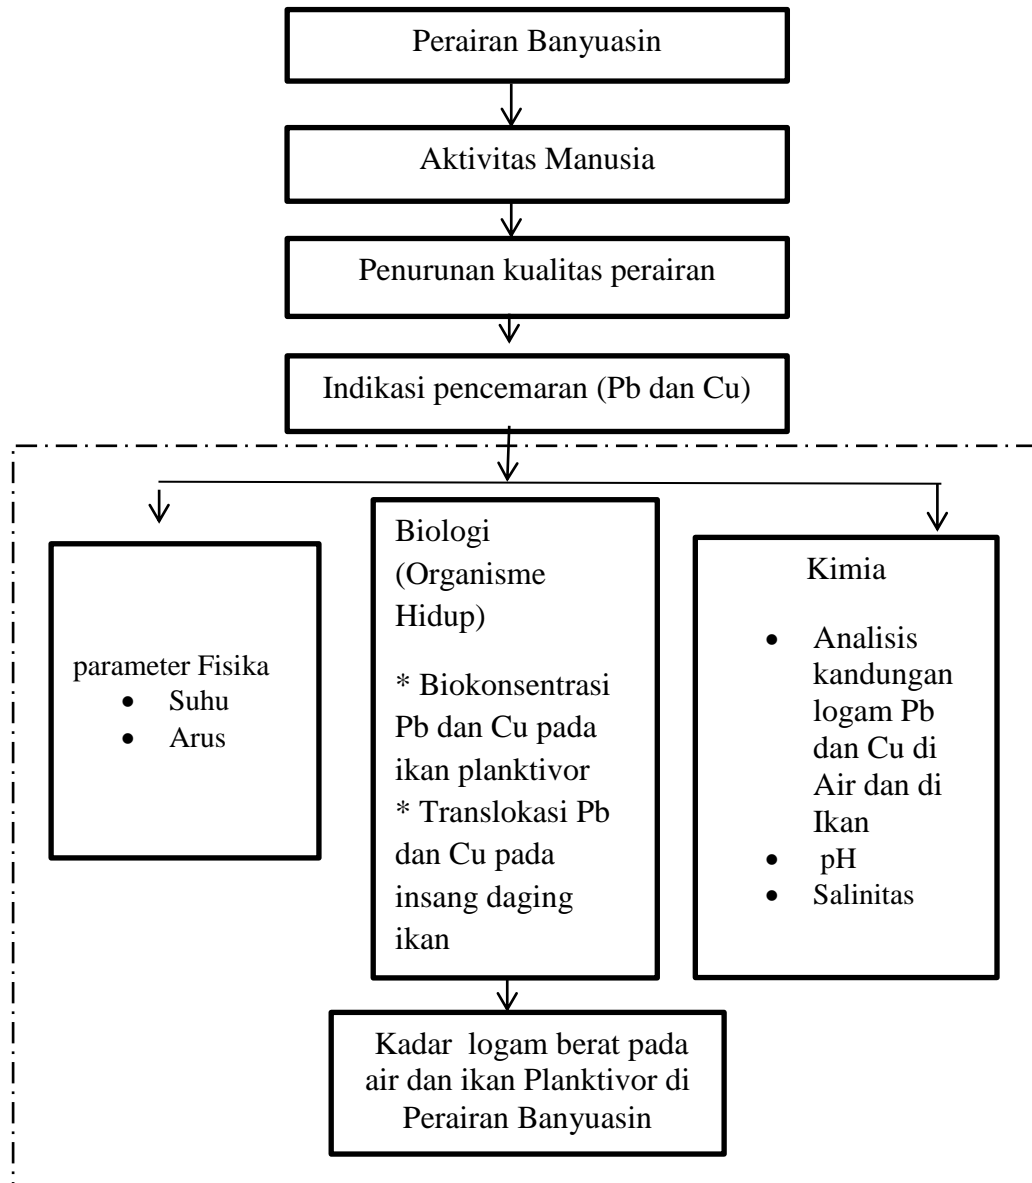 Perairan Banyuasin
Aktivitas Manusia
Penurunan kualitas perairan
Indikasi pencemaran (Pb dan Cu)
parameter Fisika
• Suhu
• Arus
Biologi
(Organisme
Hidup)
* Biokonsentrasi
Pb dan Cu pada
ikan planktivor
* Translokasi Pb
dan Cu pada
insang daging
ikan
Kimia
• Analisis
kandungan
logam Pb
dan Cu di
Air dan di
Ikan
• pH
• Salinitas
Kadar logam berat pada
air dan ikan Planktivor di
Perairan Banyuasin